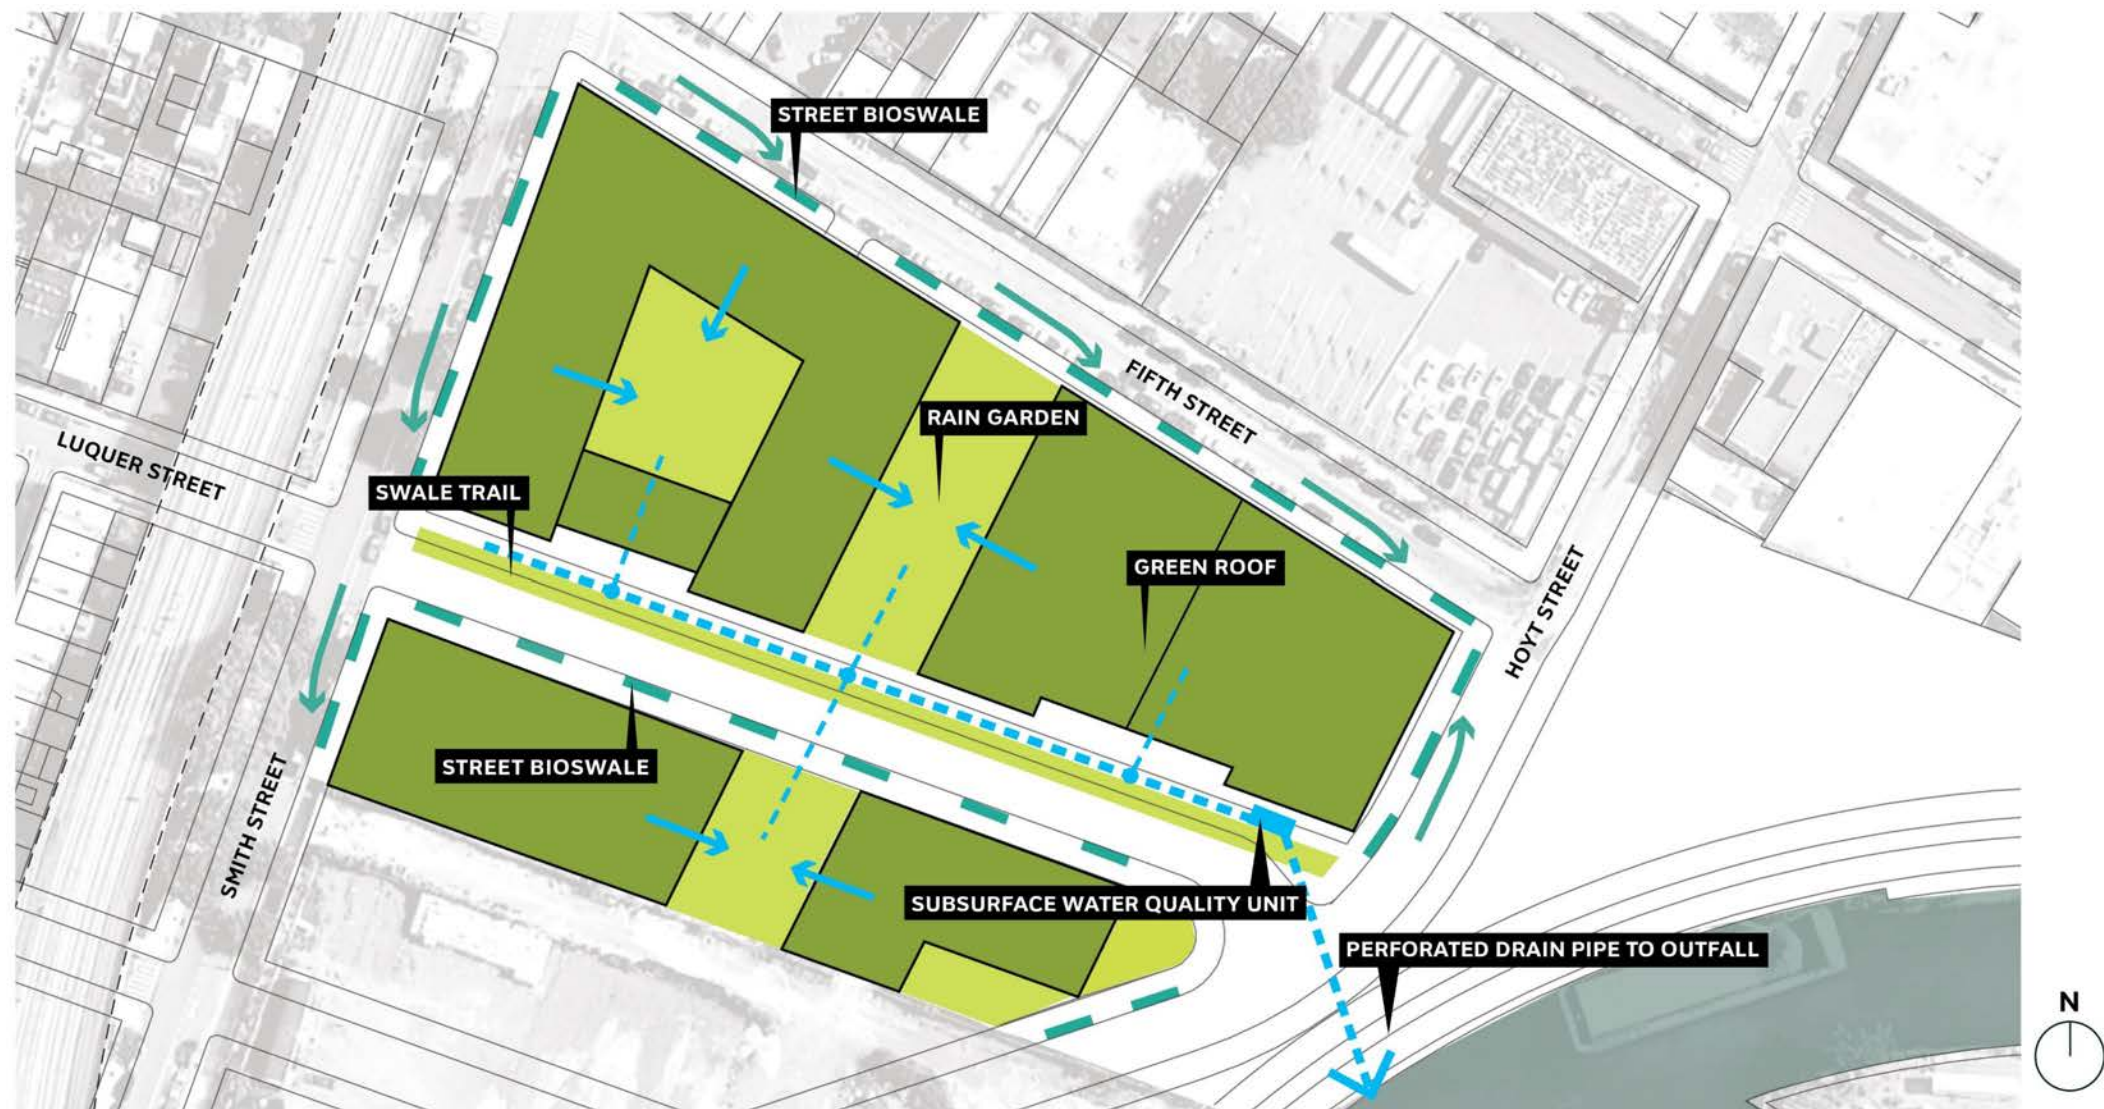 STREET BIOSWALE
FIFTH STREET
RAIN GARDEN
LUQUER STREET
SWALE TRAIL
GREEN ROOF
HOYT STREET
STREET BIOSWALE
SMITH STREET
SUBSURFACE WATER QUALITY UNIT
PERFORATED DRAIN PIPE TO OUTFALL
N